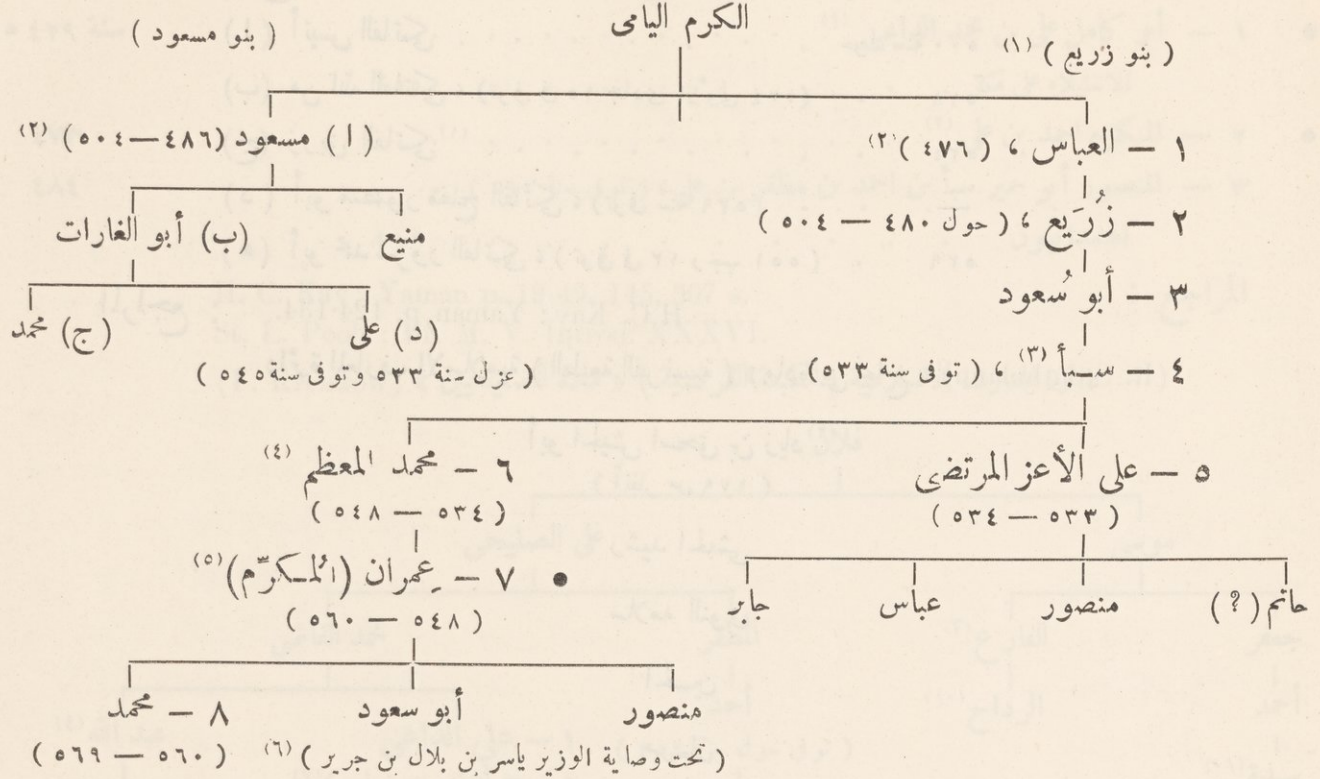 الكرم اليامى
( بنو زريع ) (١)
( بنو مسعود )
١ — العباس ، ( ٤٧٦ ) (٢)
( ا ) مسعود (٤٨٦—٥٠٤ ) (٢)
٢ — زُرَيع ، ( حول ٤٨٠ — ٥٠٤ )
منيع
(ب) أبو الغارات
٣ — أبو سُعود
(د) على
(ج) محمد
٤ — سبأ (٣) ، ( توفى سنة ٥٣٣ )
( عزل سنة ٥٣٣ وتوفى سنة ٥٤٥ )
٥ — على الأعز المرتضى
٦ — محمد المعظم (٤)
( ٥٣٣ — ٥٣٤ )
( ٥٣٤ — ٥٤٨ )
• ٧ — عمران (المكرّم) (٥)
( ٥٤٨ — ٥٦٠ )
حاتم (؟)
منصور
عباس
جابر
منصور
أبو سعود
٨ — محمد
( تحت وصاية الوزير ياسر بن بلال بن جرير ) (٦)
( ٥٦٠ — ٥٦٩ )